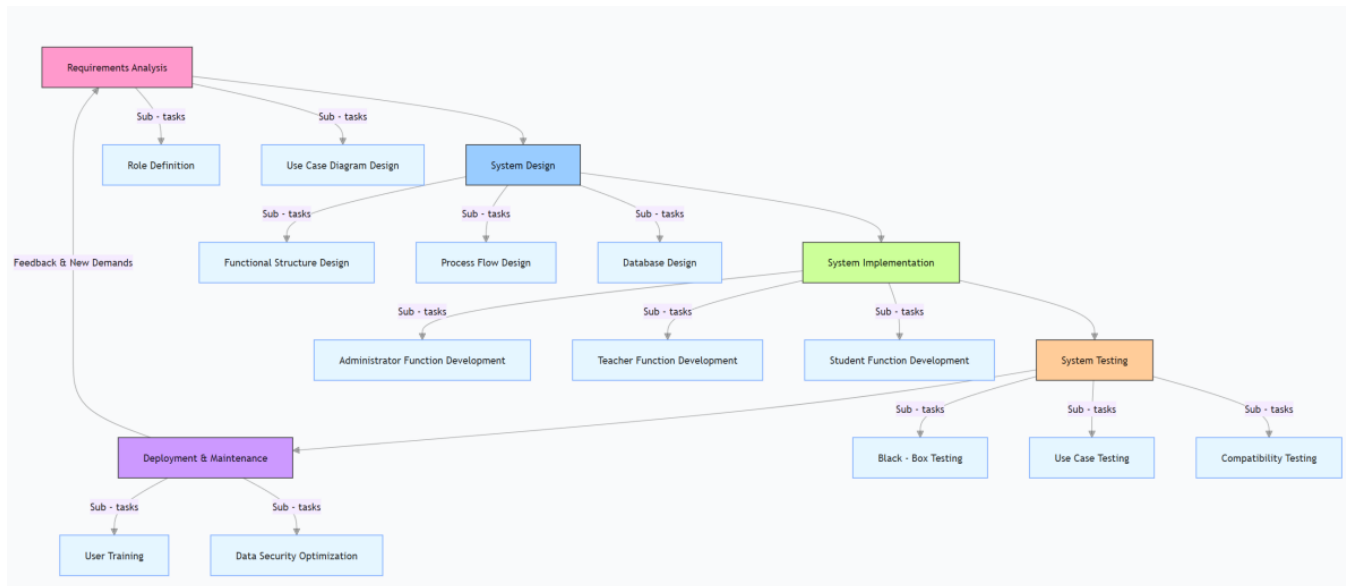 Requirements Analysis
Sub - tasks
Sub - tasks
Role Definition
Use Case Diagram Design
System Design
Sub - tasks
Sub - tasks
Sub - tasks
Feedback & New Demands
Functional Structure Design
Process Flow Design
Database Design
System Implementation
Sub - tasks
Sub - tasks
Sub - tasks
Administrator Function Development
Teacher Function Development
Student Function Development
System Testing
Sub - tasks
Sub - tasks
Sub - tasks
Deployment & Maintenance
Black - Box Testing
Use Case Testing
Compatibility Testing
Sub - tasks
Sub - tasks
User Training
Data Security Optimization